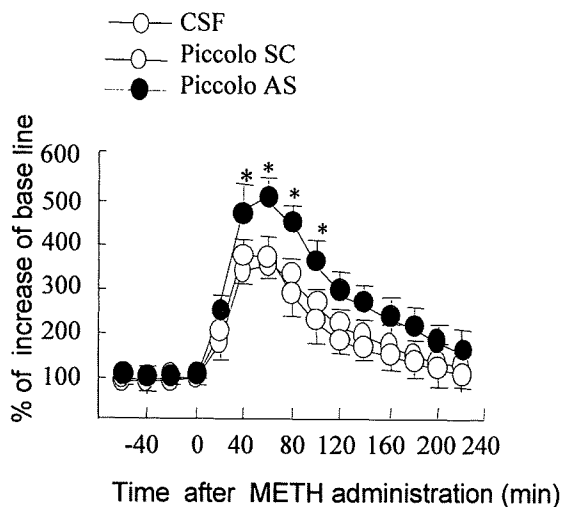 CSF
Piccolo SC
Piccolo AS
% of increase of base line
600
500
400
300
200
100
* * * *
-40 0 40 80 120 160 200 240
Time after METH administration (min)